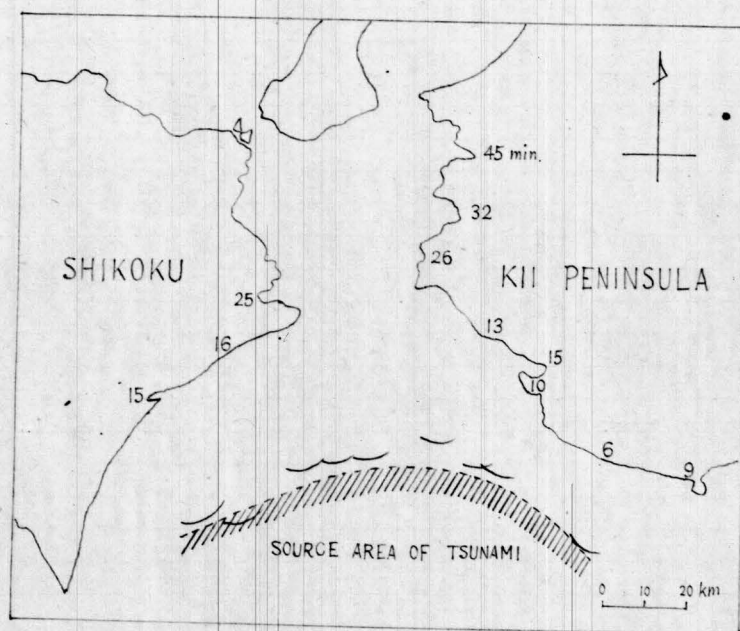 45 min.
32
26
SHIKOKU
KII PENINSULA
25
13
16
15
15
10
6
9
SOURCE AREA OF TSUNAMI
0 10 20 km